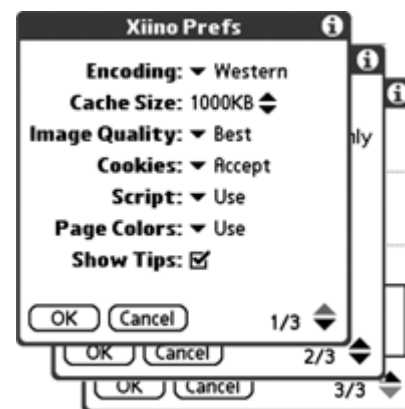 Xiino Prefs
Encoding: Western
Cache Size: 1000KB
Image Quality: Best
Cookies: Accept
Script: Use
Page Colors: Use
Show Tips:
OK Cancel 1/3
OK Cancel 2/3
OK Cancel 3/3